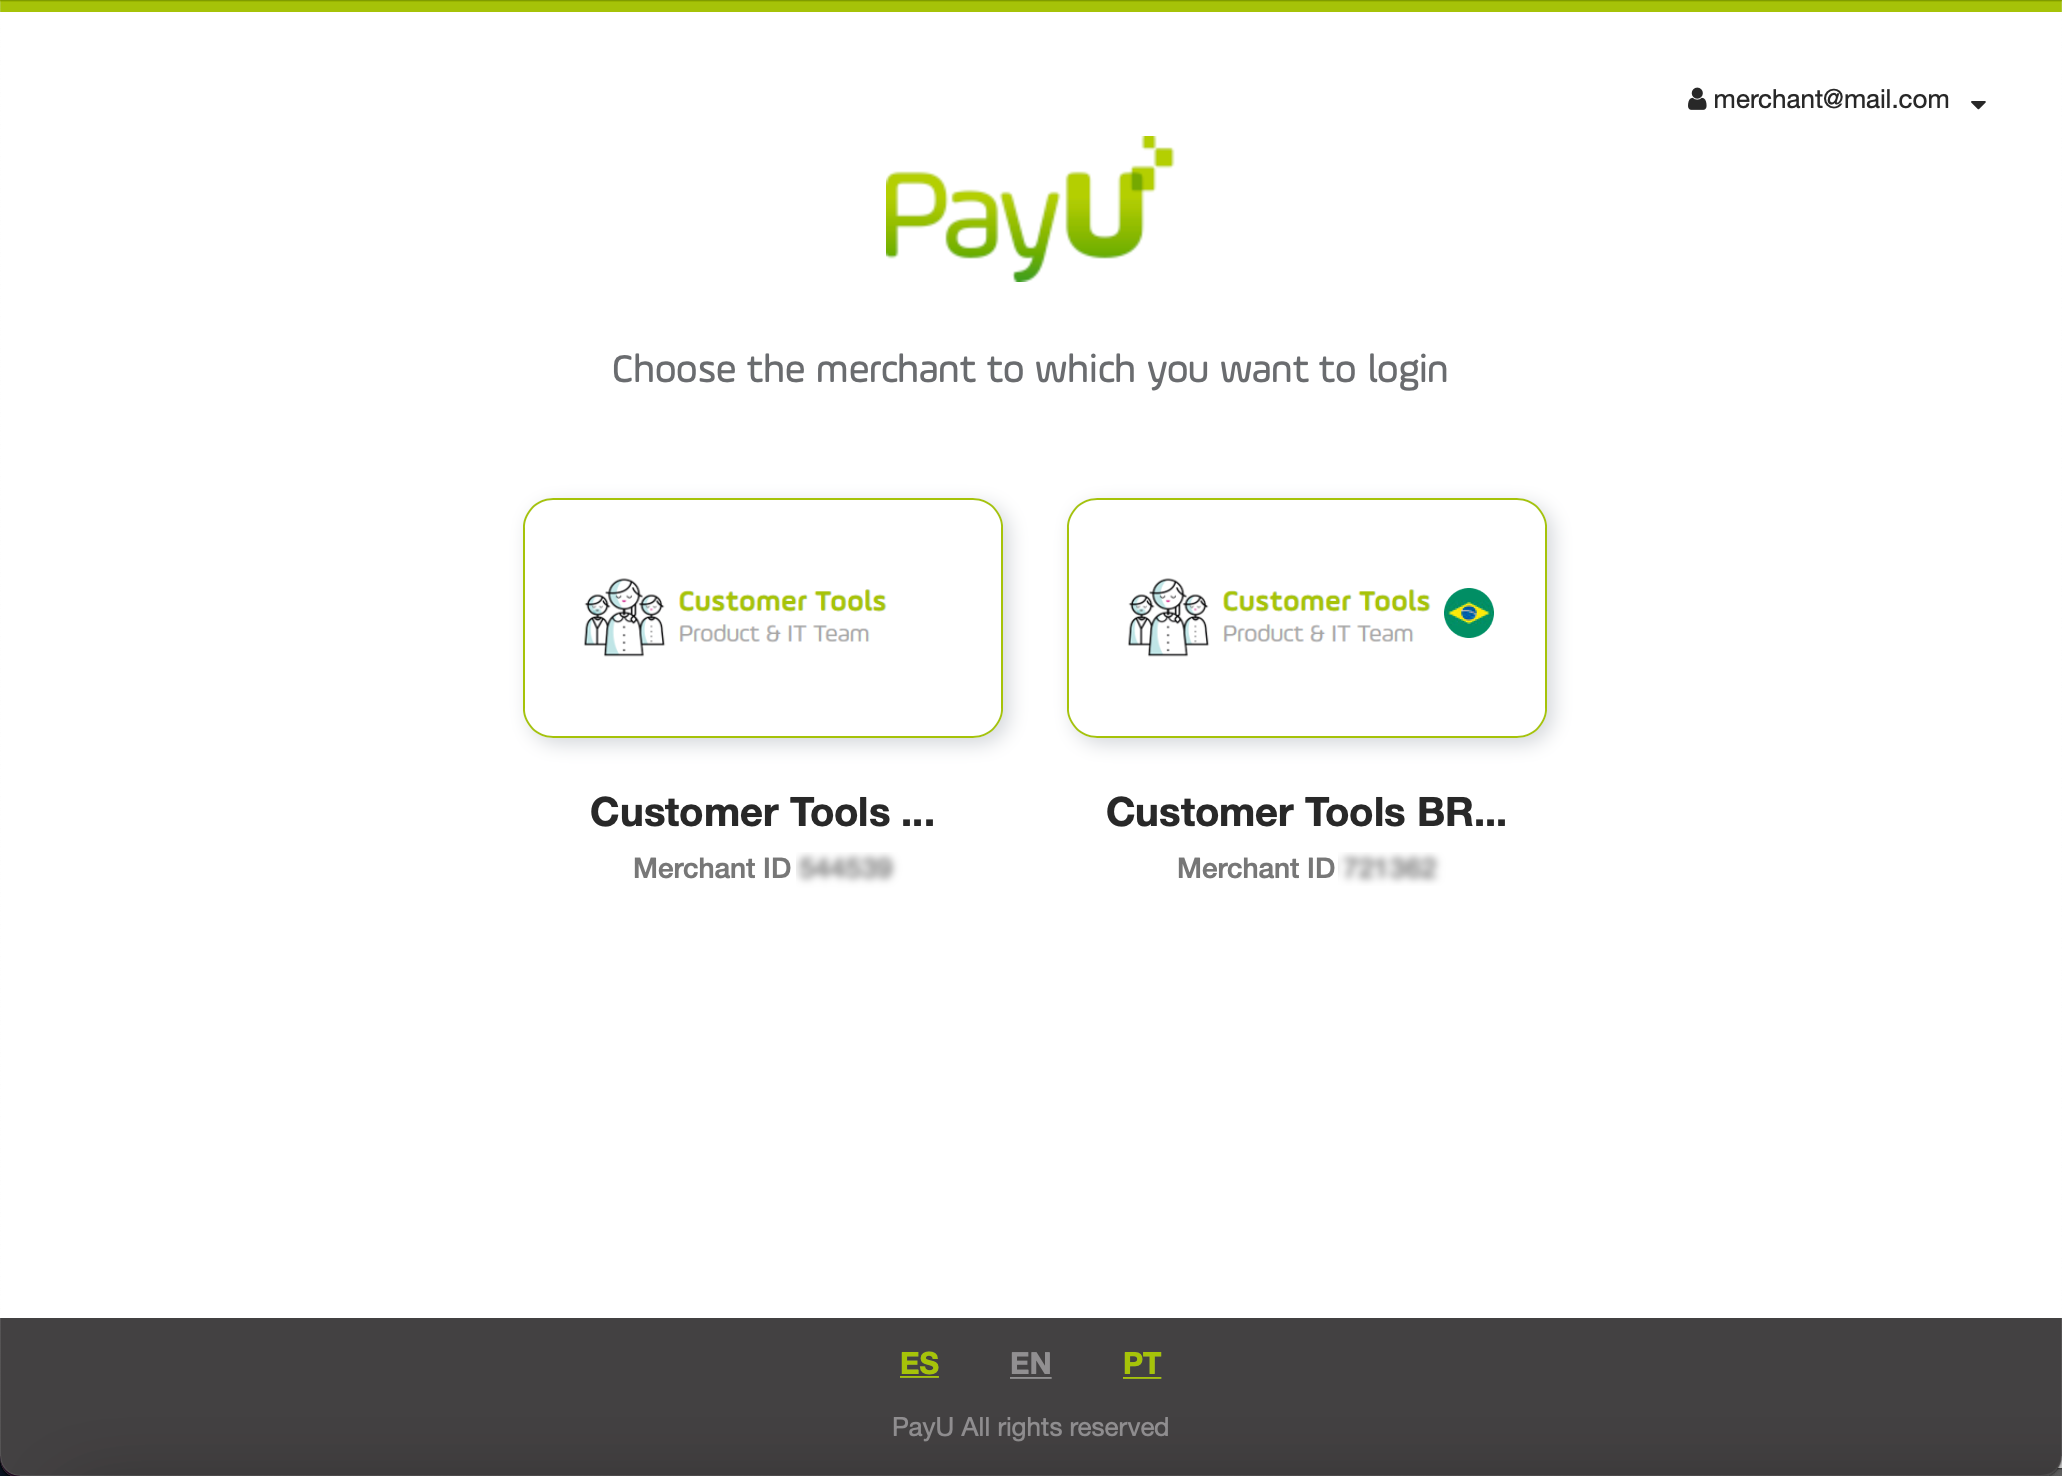 merchant@mail.com
PayU
Choose the merchant to which you want to login
Customer Tools
Product & IT Team
Customer Tools
Product & IT Team
Customer Tools ...
Customer Tools BR...
Merchant ID
Merchant ID
ES EN PT
PayU All rights reserved